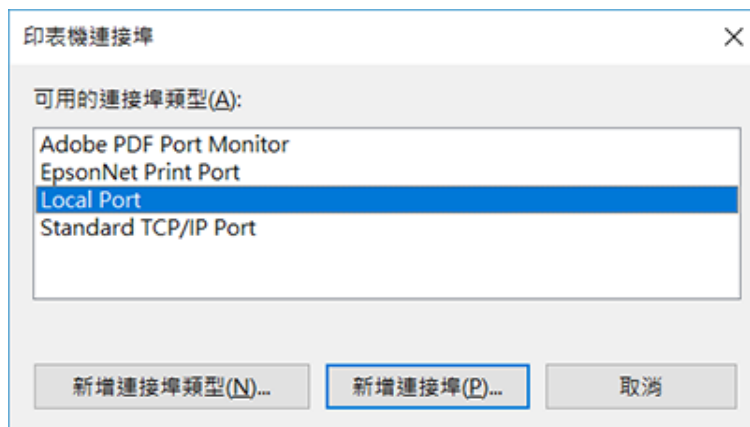 印表機連接埠
可用的連接埠類型(A):
Adobe PDF Port Monitor
EpsonNet Print Port
Local Port
Standard TCP/IP Port
新增連接埠類型(N)... 新增連接埠(P)... 取消